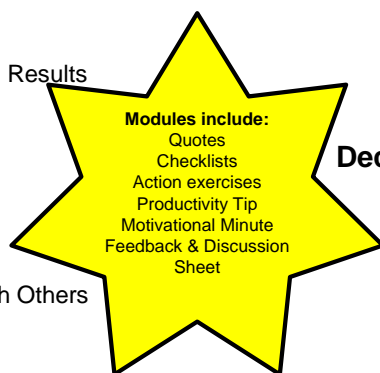 Results
Modules include:
Quotes
Checklists
Dec
Action exercises
Productivity Tip
Motivational Minute
Feedback & Discussion
Sheet
h Others